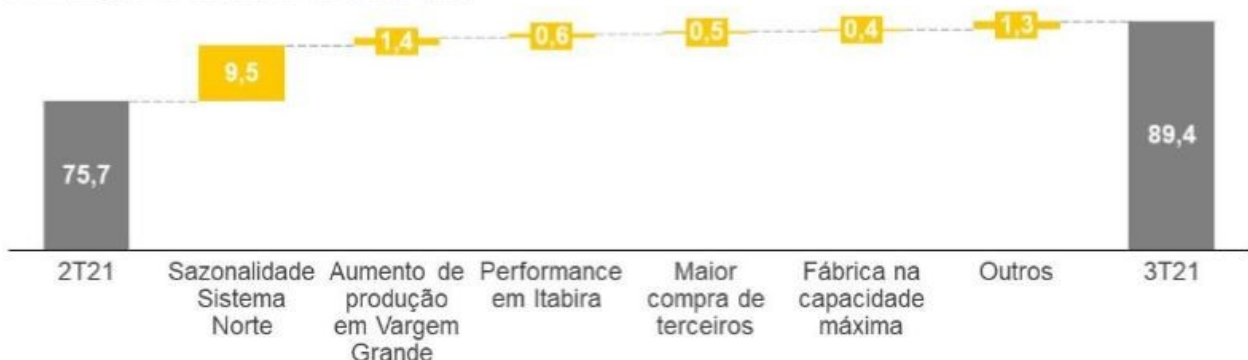 9,5
1,4
0,6
0,5
0,4
1,3
75,7
89,4
2T21
Sazonalidade
Sistema
Norte
Aumento de
produção
em Vargem
Grande
Performance
em Itabira
Maior
compra de
terceiros
Fábrica na
capacidade
máxima
Outros
3T21